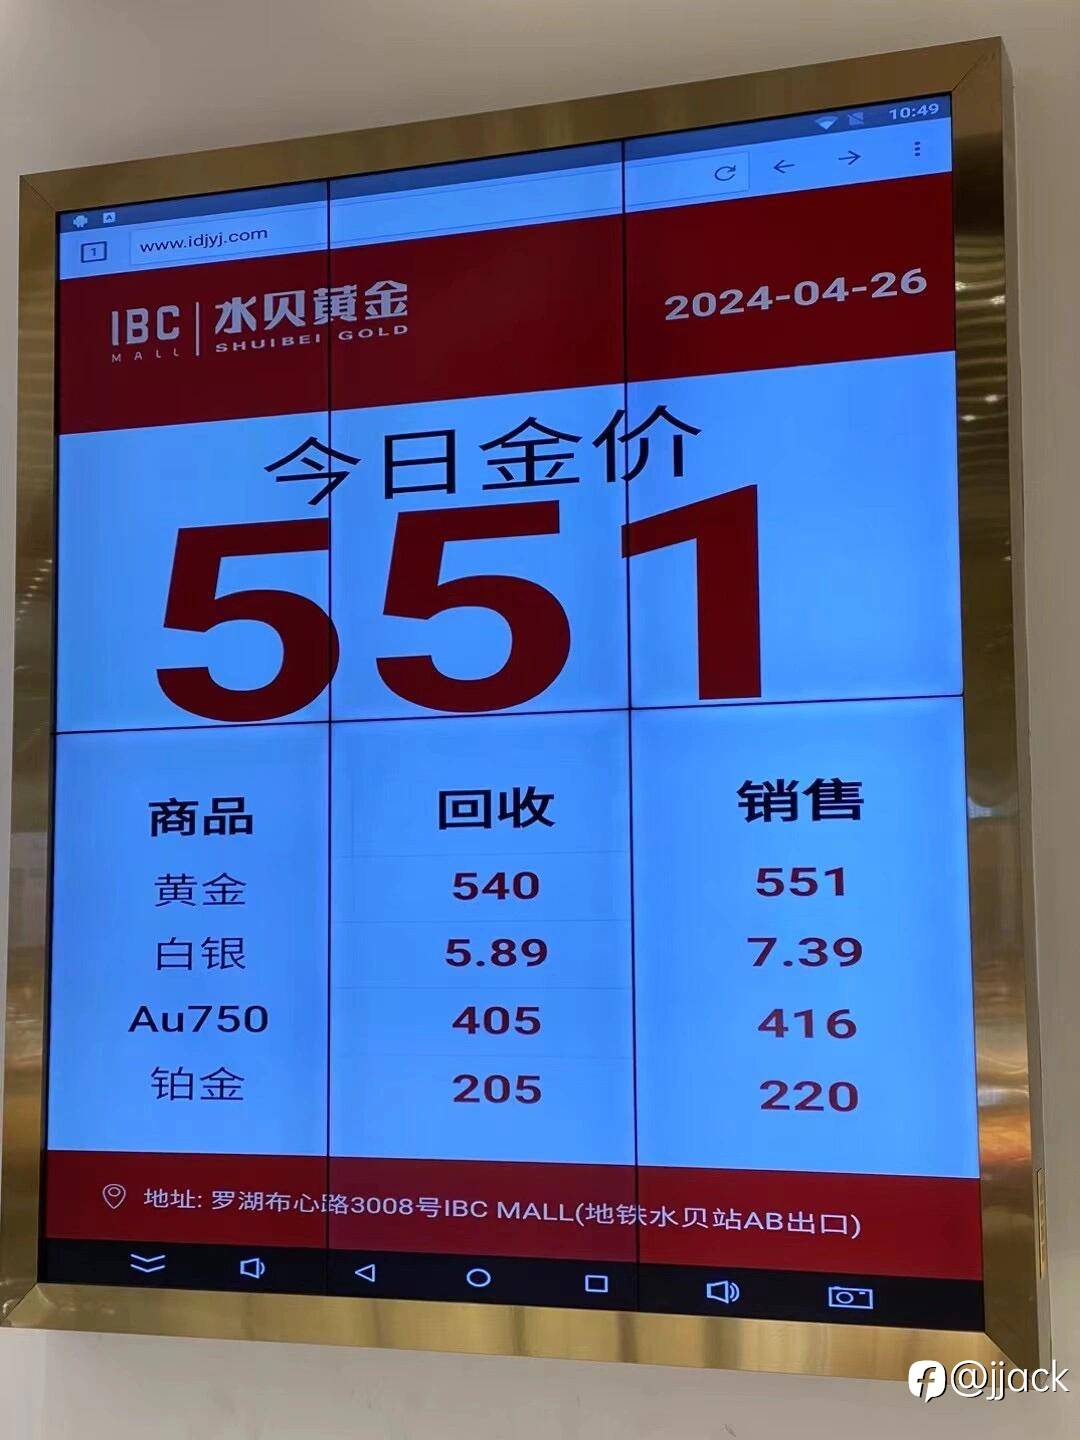 10:49
1 www.idjyj.com
IBC MALL 水贝黄金 SHUIBEI GOLD
2024-04-26
今日金价
551
商品 回收 销售
黄金 540 551
白银 5.89 7.39
Au750 405 416
铂金 205 220
地址: 罗湖布心路3008号IBC MALL(地铁水贝站AB出口)
@jjack